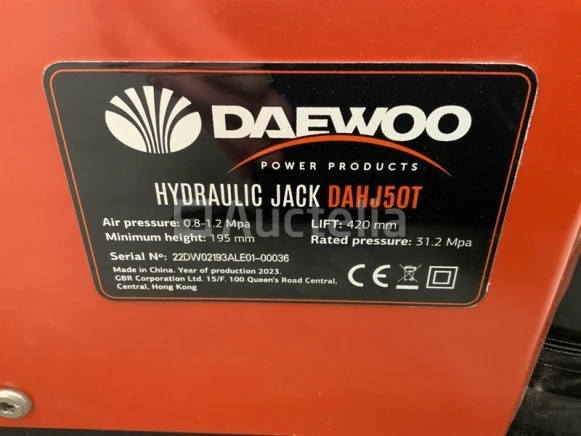 DAEWOO
POWER PRODUCTS
HYDRAULIC JACK DAHJ50T
Air pressure: 0.8-1.2 Mpa LIFT: 420 mm
Auctelia
Minimum height: 195 mm Rated pressure: 31.2 Mpa
Serial Nº: 22DW02193ALE01-00036
Made in China. Year of production 2023.
GBR Corporation Ltd. 15/F. 100 Queen's Road Central,
Central, Hong Kong
CE